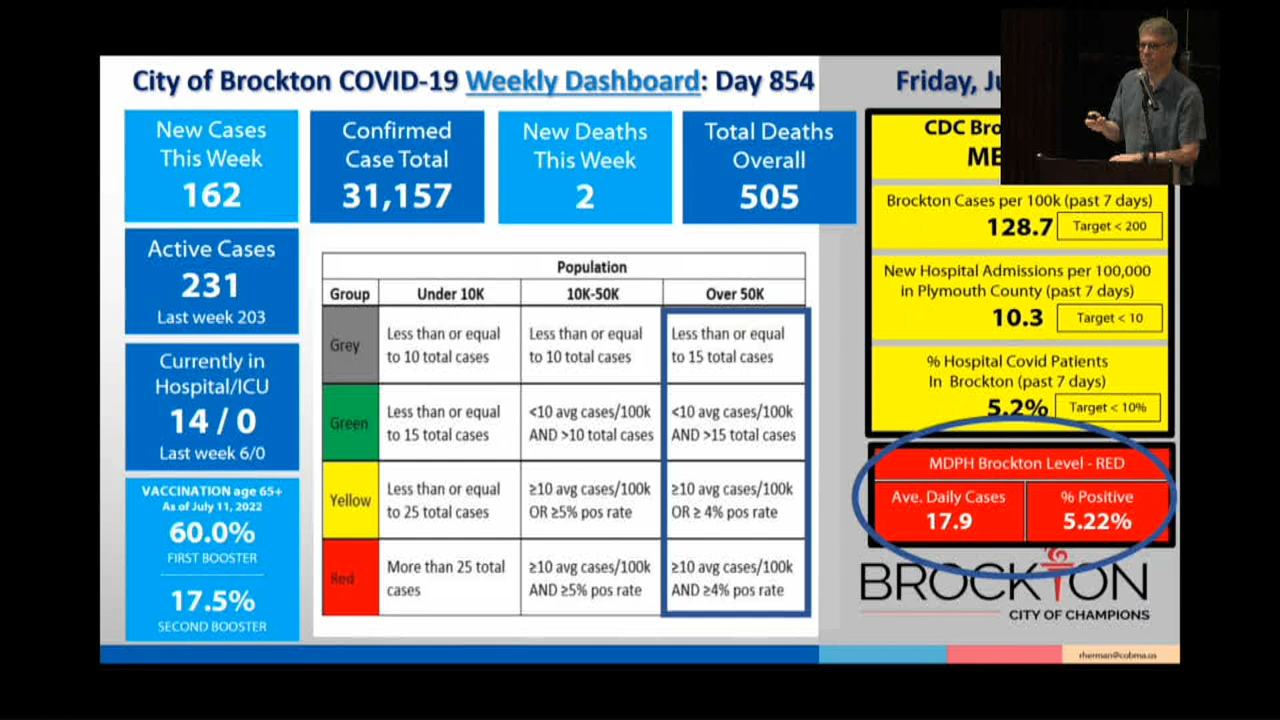 City of Brockton COVID-19 Weekly Dashboard: Day 854
Friday,
New Cases
This Week
162
Confirmed
Case Total
31,157
New Deaths
This Week
2
Total Deaths
Overall
505
Active Cases
231
Last week 203
Currently in
Hospital/ICU
14 / 0
Last week 6/0
VACCINATION age 65+
As of July 11, 2022
60.0%
FIRST BOOSTER
17.5%
SECOND BOOSTER
Population
Group Under 10K 10K-50K Over 50K
Grey
Less than or equal
to 10 total cases
Less than or equal
to 10 total cases
Less than or equal
to 15 total cases
Green
Less than or equal
to 15 total cases
<10 avg cases/100k
AND >10 total cases
<10 avg cases/100k
AND >15 total cases
Yellow
Less than or equal
to 25 total cases
≥10 avg cases/100k
OR ≥5% pos rate
≥10 avg cases/100k
OR ≥ 4% pos rate
Red
More than 25 total
cases
≥10 avg cases/100k
AND ≥5% pos rate
≥10 avg cases/100k
AND ≥4% pos rate
CDC
Brockton Cases per 100k (past 7 days)
128.7 Target < 200
New Hospital Admissions per 100,000
in Plymouth County (past 7 days)
10.3 Target < 10
% Hospital Covid Patients
In Brockton (past 7 days)
5.2% Target < 10%
MDPH Brockton Level - RED
Ave. Daily Cases
17.9
% Positive
5.22%
BROCKTON
CITY OF CHAMPIONS
rherman@cobma.us